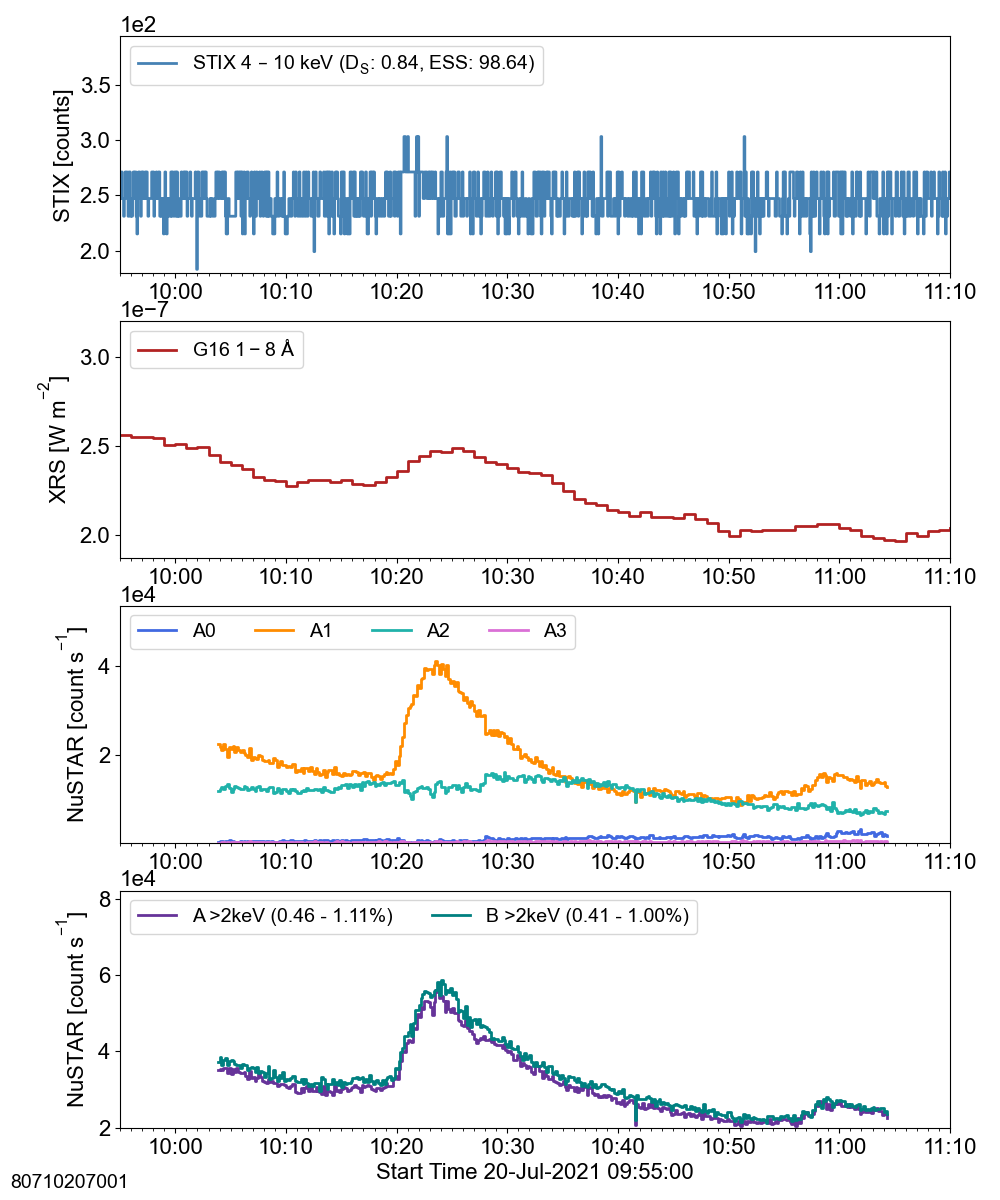 1e2
STIX 4 – 10 keV (D_S: 0.84, ESS: 98.64)
STIX [counts]
3.5
3.0
2.5
2.0
10:00 10:10 10:20 10:30 10:40 10:50 11:00 11:10
1e−7
G16 1 – 8 Å
XRS [W m⁻²]
3.0
2.5
2.0
10:00 10:10 10:20 10:30 10:40 10:50 11:00 11:10
1e4
A0 A1 A2 A3
NuSTAR [count s⁻¹]
4
2
10:00 10:10 10:20 10:30 10:40 10:50 11:00 11:10
1e4
A >2keV (0.46 - 1.11%) B >2keV (0.41 - 1.00%)
NuSTAR [count s⁻¹]
8
6
4
2
10:00 10:10 10:20 10:30 10:40 10:50 11:00 11:10
Start Time 20-Jul-2021 09:55:00
80710207001